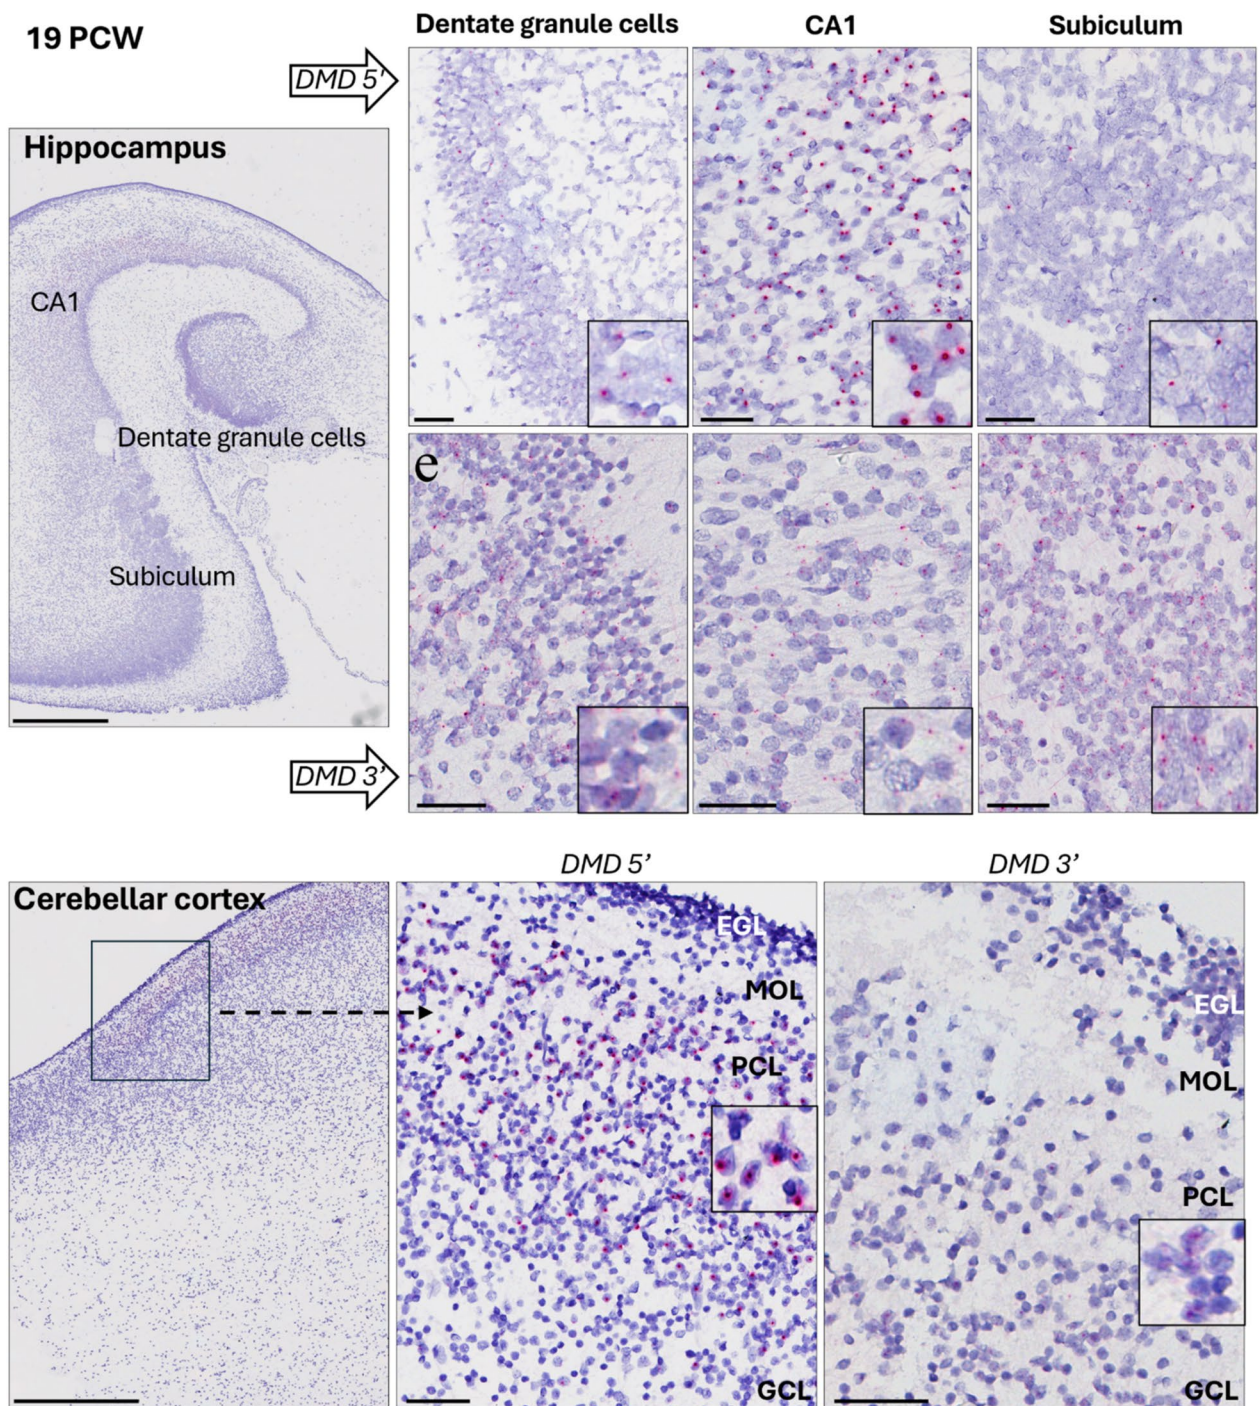 19 PCW
Dentate granule cells
CA1
Subiculum
DMD 5’
Hippocampus
CA1
Dentate granule cells
Subiculum
e
DMD 3’
DMD 5’
DMD 3’
Cerebellar cortex
EGL
MOL
PCL
GCL
EGL
MOL
PCL
GCL